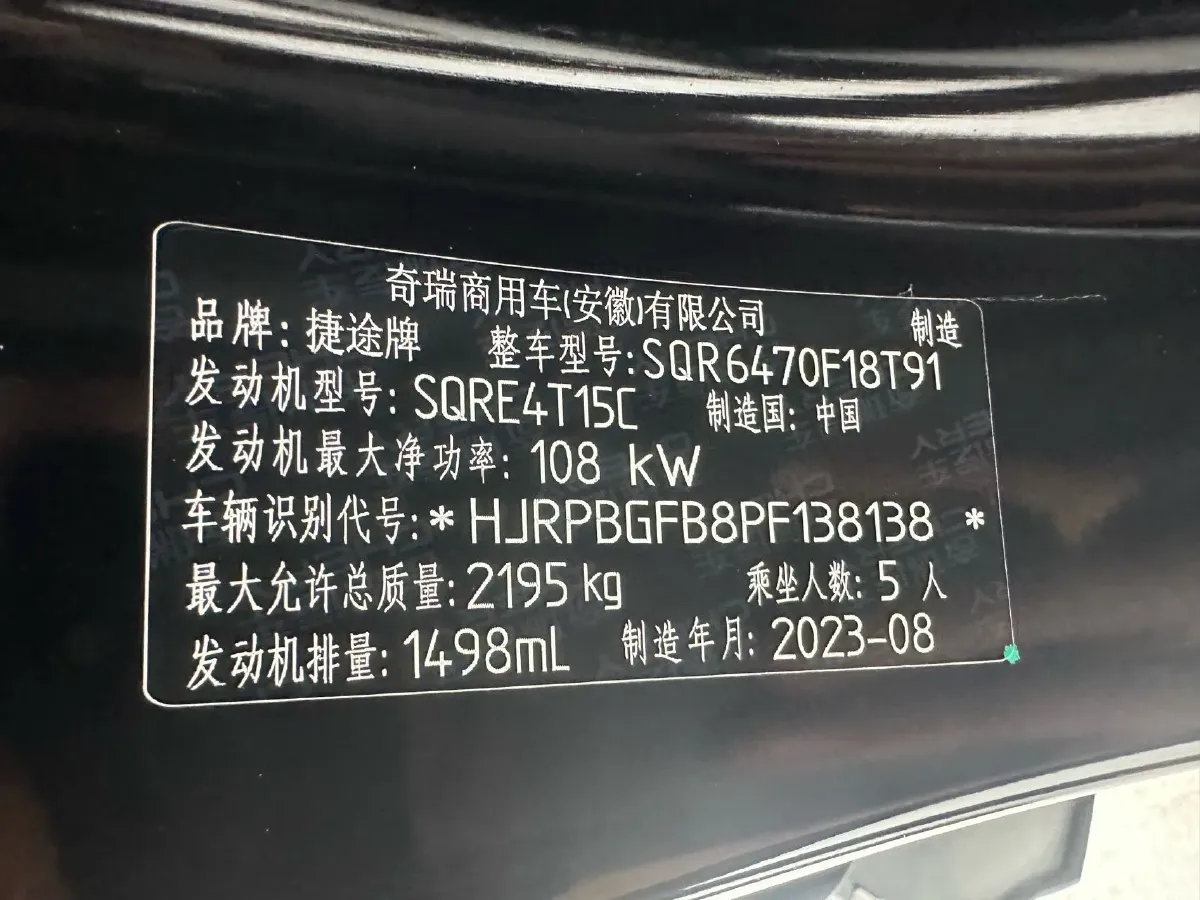 奇瑞商用车(安徽)有限公司 制造
品牌: 捷途牌 整车型号: SQR6470F18T91
发动机型号: SQRE4T15C 制造国: 中国
发动机最大净功率: 108 kW
车辆识别代号: * HJRPBGFB8PF138138 *
最大允许总质量: 2195 kg 乘坐人数: 5 人
发动机排量: 1498mL 制造年月: 2023-08